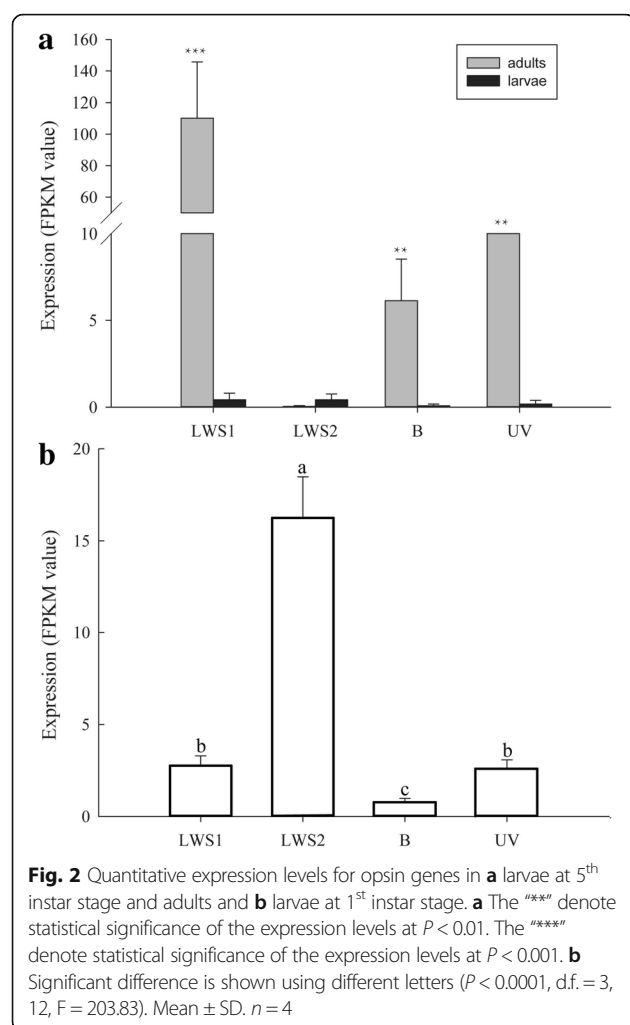 a
160
140
120
100
80
60
10
5
0
Expression (FPKM value)
***
**
**
adults
larvae
LWS1 LWS2 B UV
b
20
15
10
5
0
Expression (FPKM value)
b
a
c
b
LWS1 LWS2 B UV
Fig. 2 Quantitative expression levels for opsin genes in a larvae at 5th
instar stage and adults and b larvae at 1st instar stage. a The “**” denote
statistical significance of the expression levels at P < 0.01. The “***”
denote statistical significance of the expression levels at P < 0.001. b
Significant difference is shown using different letters (P < 0.0001, d.f. = 3,
12, F = 203.83). Mean ± SD. n = 4